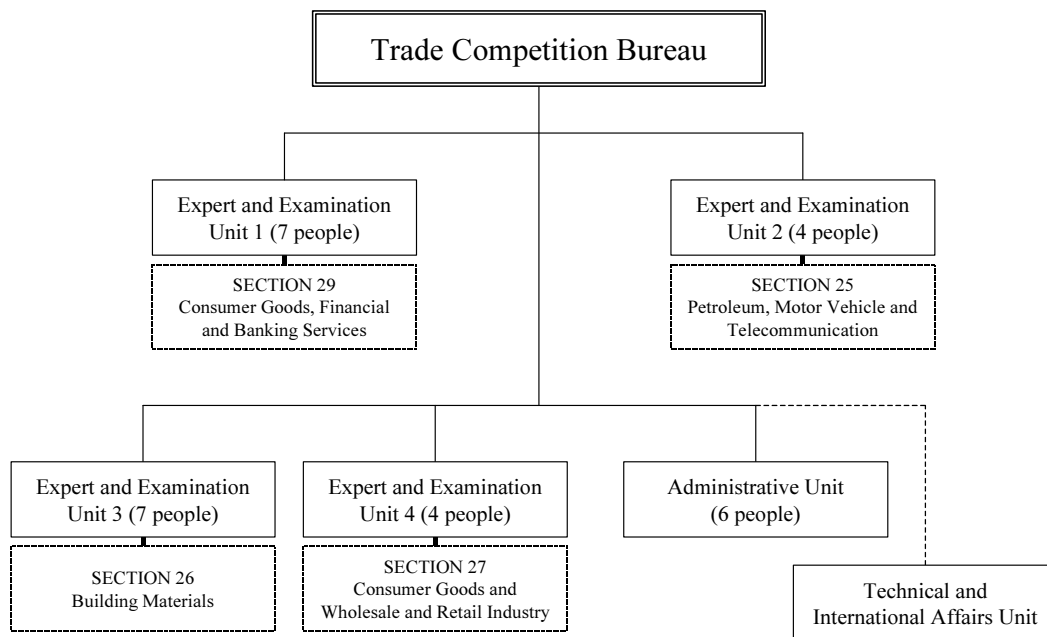 Trade Competition Bureau
Expert and Examination
Unit 1 (7 people)
SECTION 29
Consumer Goods, Financial
and Banking Services
Expert and Examination
Unit 2 (4 people)
SECTION 25
Petroleum, Motor Vehicle and
Telecommunication
Expert and Examination
Unit 3 (7 people)
SECTION 26
Building Materials
Expert and Examination
Unit 4 (4 people)
SECTION 27
Consumer Goods and
Wholesale and Retail Industry
Administrative Unit
(6 people)
Technical and
International Affairs Unit